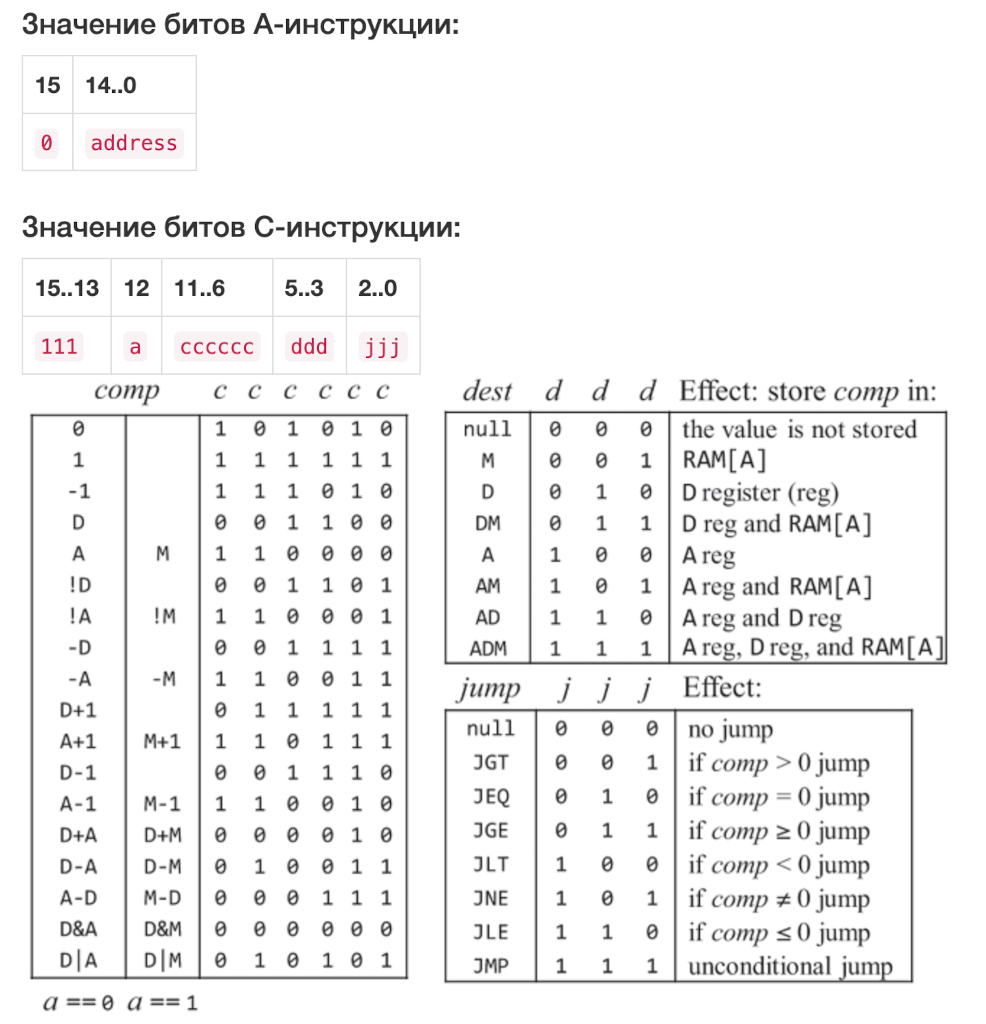 Значение битов A-инструкции:
15 14..0
0 address
Значение битов C-инструкции:
15..13 12 11..6 5..3 2..0
111 a cccccc ddd jjj
comp c c c c c c
0 1 0 1 0 1 0
1 1 1 1 1 1 1
-1 1 1 1 0 1 0
D 0 0 1 1 0 0
A M 1 1 0 0 0 0
!D 0 0 1 1 0 1
!A !M 1 1 0 0 0 1
-D 0 0 1 1 1 1
-A -M 1 1 0 0 1 1
D+1 0 1 1 1 1 1
A+1 M+1 1 1 0 1 1 1
D-1 0 0 1 1 1 0
A-1 M-1 1 1 0 0 1 0
D+A D+M 0 0 0 0 1 0
D-A D-M 0 1 0 0 1 1
A-D M-D 0 0 0 1 1 1
D&A D&M 0 0 0 0 0 0
D|A D|M 0 1 0 1 0 1
a == 0 a == 1
dest d d d Effect: store comp in:
null 0 0 0 the value is not stored
M 0 0 1 RAM[A]
D 0 1 0 D register (reg)
DM 0 1 1 D reg and RAM[A]
A 1 0 0 A reg
AM 1 0 1 A reg and RAM[A]
AD 1 1 0 A reg and D reg
ADM 1 1 1 A reg, D reg, and RAM[A]
jump j j j Effect:
null 0 0 0 no jump
JGT 0 0 1 if comp > 0 jump
JEQ 0 1 0 if comp = 0 jump
JGE 0 1 1 if comp ≥ 0 jump
JLT 1 0 0 if comp < 0 jump
JNE 1 0 1 if comp ≠ 0 jump
JLE 1 1 0 if comp ≤ 0 jump
JMP 1 1 1 unconditional jump